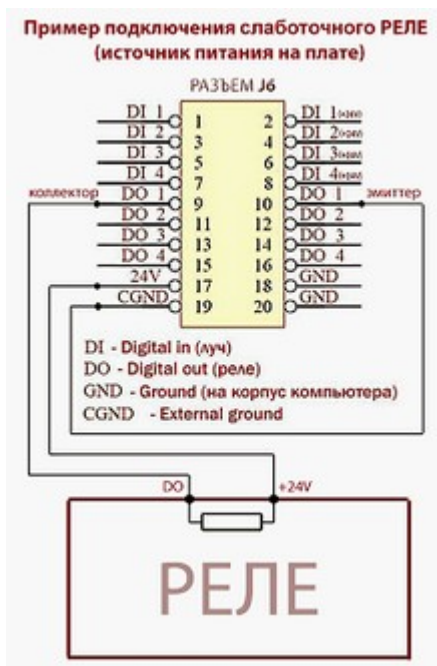 Пример подключения слаботочного РЕЛЕ
(источник питания на плате)
РАЗЪЕМ J6
DI 1 1 2 DI 1
DI 2 3 4 DI 2
DI 3 5 6 DI 3
DI 4 7 8 DI 4
коллектор DO 1 9 10 DO 1 эмиттер
DO 2 11 12 DO 2
DO 3 13 14 DO 3
DO 4 15 16 DO 4
24V 17 18 GND
CGND 19 20 GND
DI - Digital in (луч)
DO - Digital out (реле)
GND - Ground (на корпус компьютера)
CGND - External ground
DO +24V
РЕЛЕ